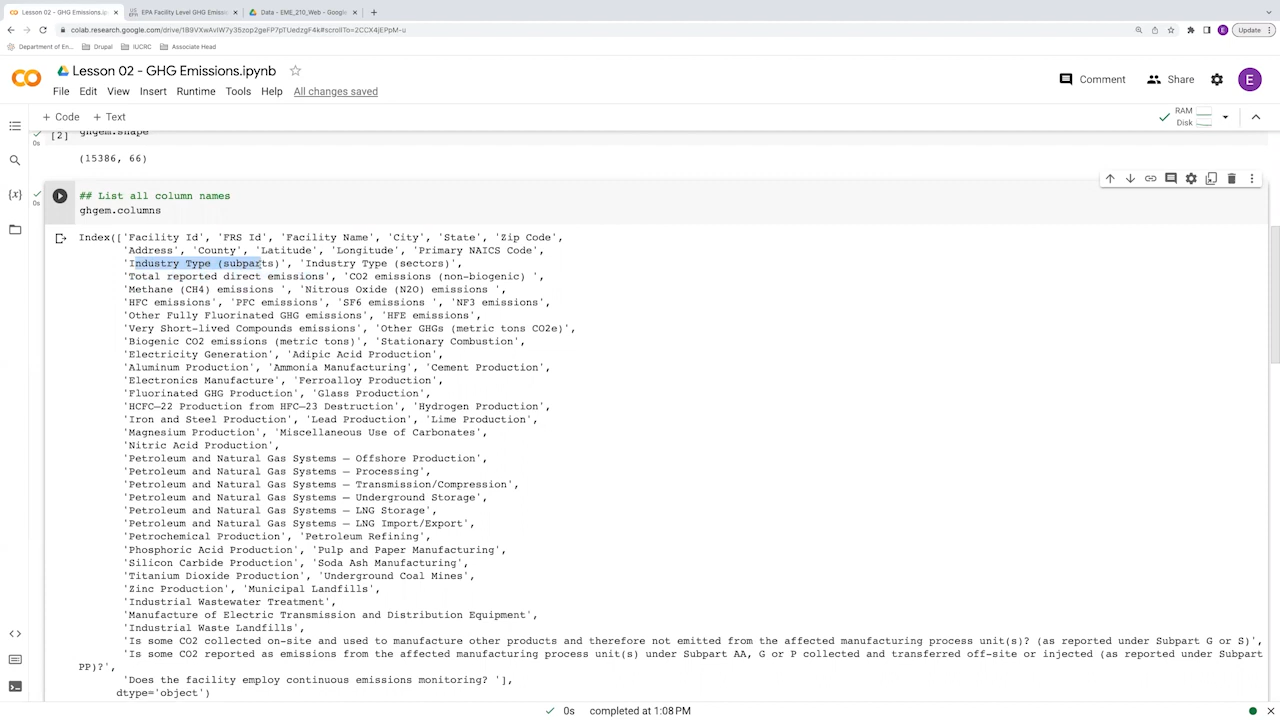 Lesson 02 - GHG Emissions.ip
EPA Facility Level GHG Emiss
Data - EME_210_Web - Google
colab.research.google.com/drive/189VXwAvIW7y35zop2geFP7pTUedzgF4k#scrollTo=2CCX4jEPpM-u
E
Update
Department of En...
Drupal
IUCRC
Associate Head
CO
Lesson 02 - GHG Emissions.ipynb
Comment
Share
E
File Edit View Insert Runtime Tools Help All changes saved
+ Code + Text
RAM
Disk
[2]
ghgem.shape
0s
(15386, 66)
## List all column names
0s
ghgem.columns
Index(['Facility Id', 'FRS Id', 'Facility Name', 'City', 'State', 'Zip Code',
'Address', 'County', 'Latitude', 'Longitude', 'Primary NAICS Code',
'Industry Type (subparts)', 'Industry Type (sectors)',
'Total reported direct emissions', 'CO2 emissions (non-biogenic) ',
'Methane (CH4) emissions ', 'Nitrous Oxide (N2O) emissions ',
'HFC emissions', 'PFC emissions', 'SF6 emissions ', 'NF3 emissions',
'Other Fully Fluorinated GHG emissions', 'HFE emissions',
'Very Short-lived Compounds emissions', 'Other GHGs (metric tons CO2e)',
'Biogenic CO2 emissions (metric tons)', 'Stationary Combustion',
'Electricity Generation', 'Adipic Acid Production',
'Aluminum Production', 'Ammonia Manufacturing', 'Cement Production',
'Electronics Manufacture', 'Ferroalloy Production',
'Fluorinated GHG Production', 'Glass Production',
'HCFC–22 Production from HFC–23 Destruction', 'Hydrogen Production',
'Iron and Steel Production', 'Lead Production', 'Lime Production',
'Magnesium Production', 'Miscellaneous Use of Carbonates',
'Nitric Acid Production',
'Petroleum and Natural Gas Systems – Offshore Production',
'Petroleum and Natural Gas Systems – Processing',
'Petroleum and Natural Gas Systems – Transmission/Compression',
'Petroleum and Natural Gas Systems – Underground Storage',
'Petroleum and Natural Gas Systems – LNG Storage',
'Petroleum and Natural Gas Systems – LNG Import/Export',
'Petrochemical Production', 'Petroleum Refining',
'Phosphoric Acid Production', 'Pulp and Paper Manufacturing',
'Silicon Carbide Production', 'Soda Ash Manufacturing',
'Titanium Dioxide Production', 'Underground Coal Mines',
'Zinc Production', 'Municipal Landfills',
'Industrial Wastewater Treatment',
'Manufacture of Electric Transmission and Distribution Equipment',
'Industrial Waste Landfills',
'Is some CO2 collected on-site and used to manufacture other products and therefore not emitted from the affected manufacturing process unit(s)? (as reported under Subpart G or S)',
'Is some CO2 reported as emissions from the affected manufacturing process unit(s) under Subpart AA, G or P collected and transferred off-site or injected (as reported under Subpart
PP)?',
'Does the facility employ continuous emissions monitoring? '],
dtype='object')
0s completed at 1:08 PM